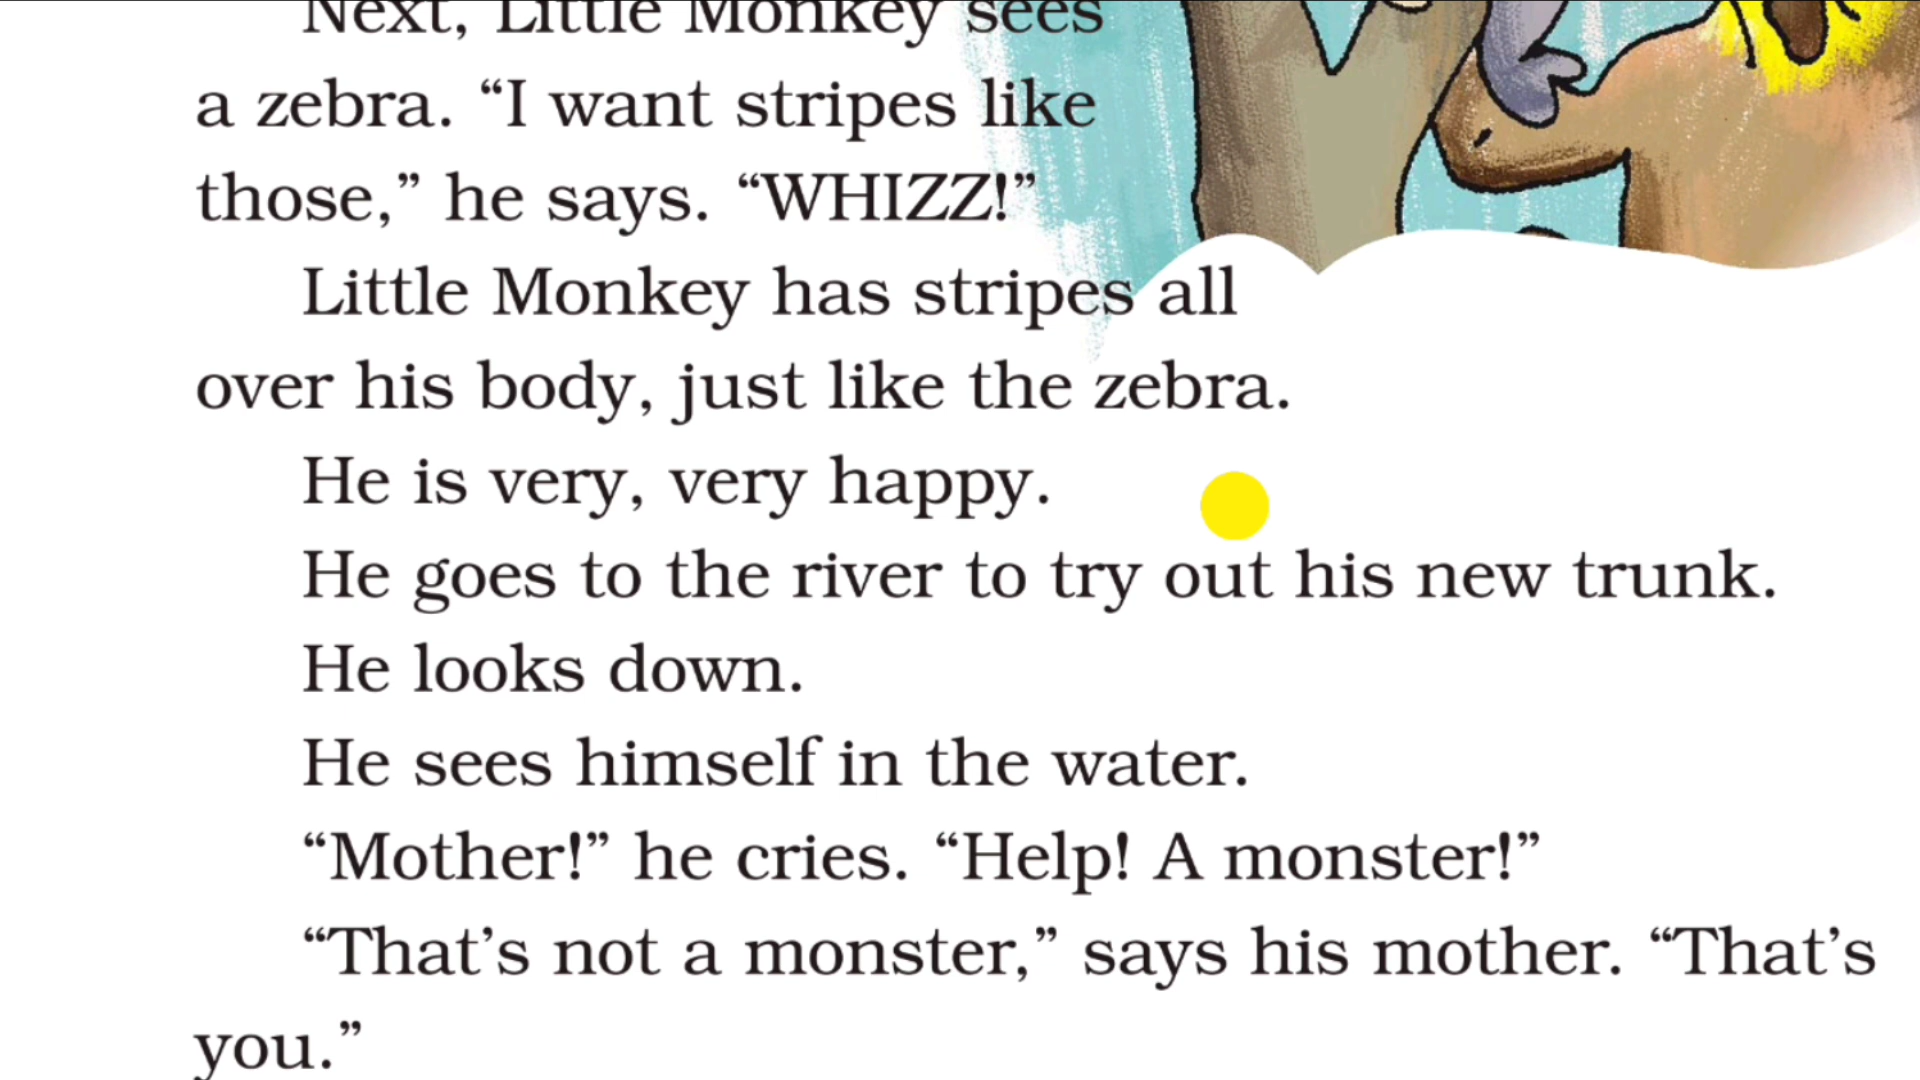 Next, Little Monkey sees
a zebra. “I want stripes like
those,” he says. “WHIZZ!”
Little Monkey has stripes all
over his body, just like the zebra.
He is very, very happy.
He goes to the river to try out his new trunk.
He looks down.
He sees himself in the water.
“Mother!” he cries. “Help! A monster!”
“That’s not a monster,” says his mother. “That’s
you.”